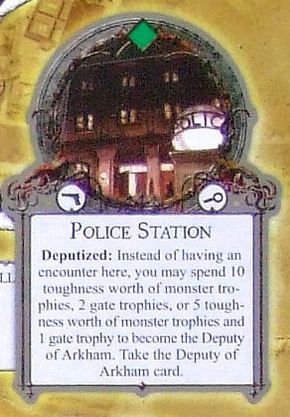 POLIC
POLICE STATION
Deputized: Instead of having an
encounter here, you may spend 10
toughness worth of monster tro-
phies, 2 gate trophies, or 5 tough-
ness worth of monster trophies and
1 gate trophy to become the Deputy
of Arkham. Take the Deputy of
Arkham card.
LL